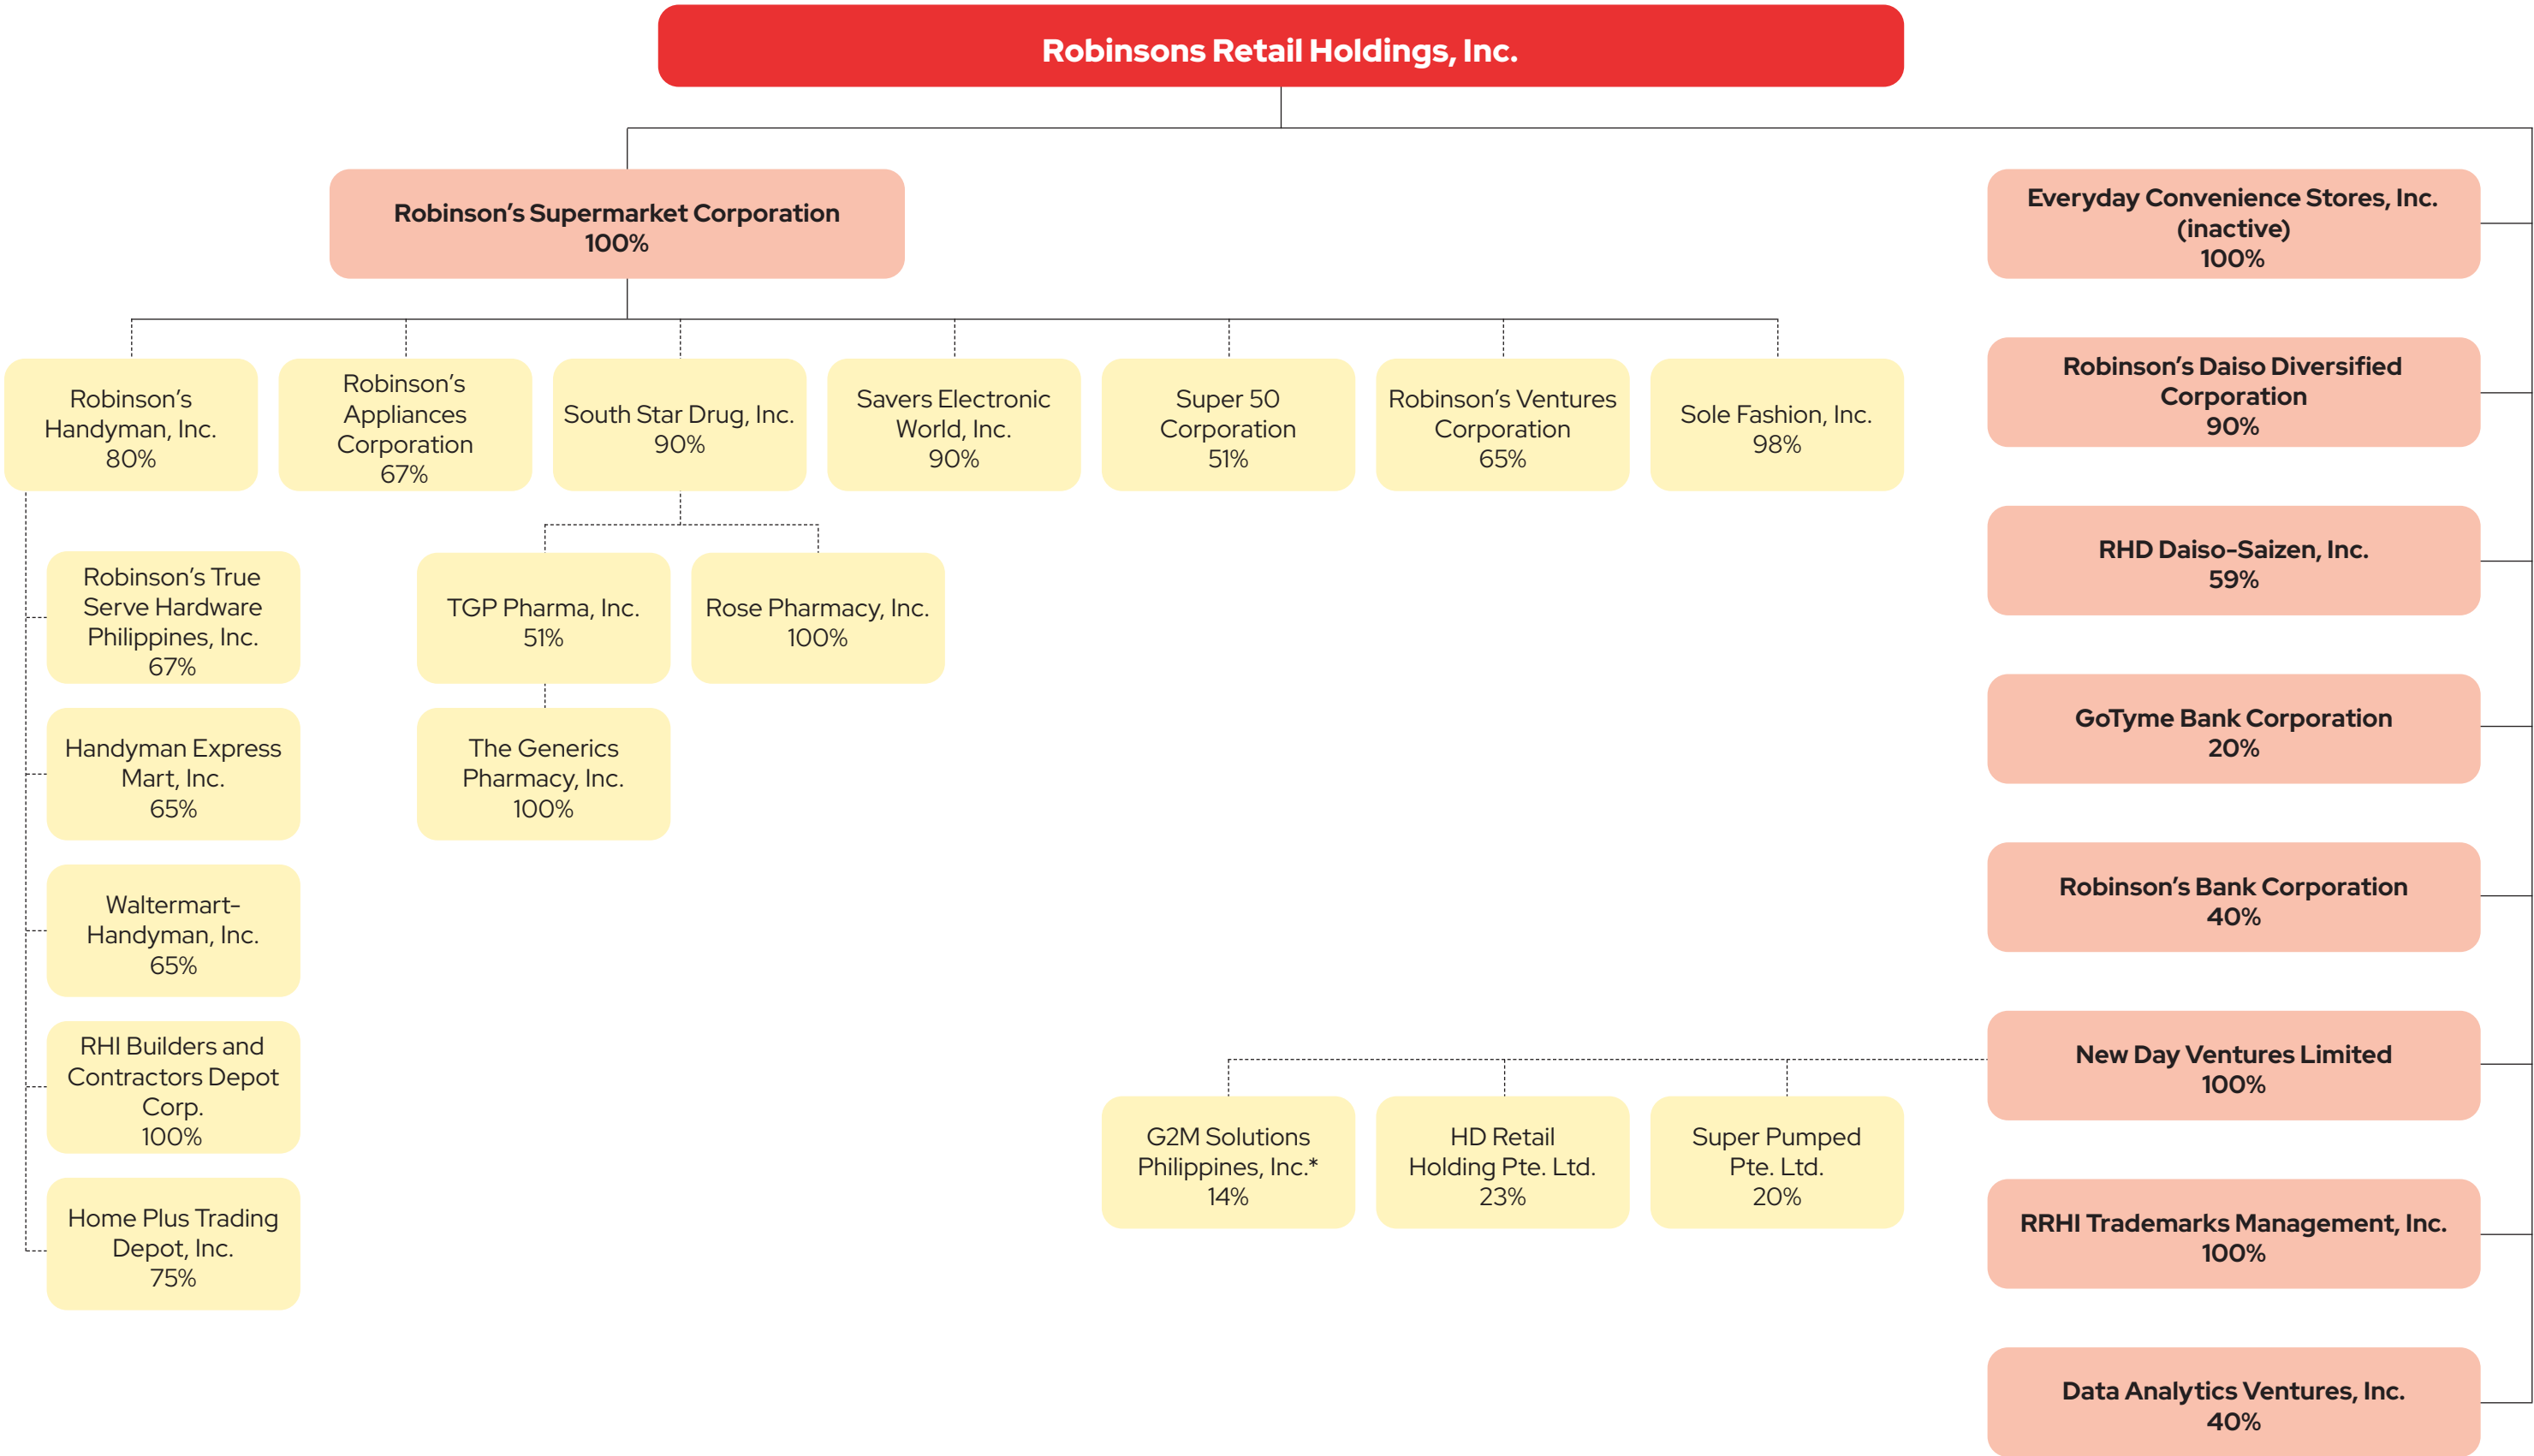 Robinsons Retail Holdings, Inc.
Robinson’s Supermarket Corporation
100%
Robinson’s
Handyman, Inc.
80%
Robinson’s
Appliances
Corporation
67%
South Star Drug, Inc.
90%
Savers Electronic
World, Inc.
90%
Super 50
Corporation
51%
Robinson’s Ventures
Corporation
65%
Sole Fashion, Inc.
98%
Robinson’s True
Serve Hardware
Philippines, Inc.
67%
Handyman Express
Mart, Inc.
65%
Waltermart-
Handyman, Inc.
65%
RHI Builders and
Contractors Depot
Corp.
100%
Home Plus Trading
Depot, Inc.
75%
TGP Pharma, Inc.
51%
Rose Pharmacy, Inc.
100%
The Generics
Pharmacy, Inc.
100%
Everyday Convenience Stores, Inc.
(inactive)
100%
Robinson’s Daiso Diversified
Corporation
90%
RHD Daiso-Saizen, Inc.
59%
GoTyme Bank Corporation
20%
Robinson’s Bank Corporation
40%
New Day Ventures Limited
100%
G2M Solutions
Philippines, Inc.*
14%
HD Retail
Holding Pte. Ltd.
23%
Super Pumped
Pte. Ltd.
20%
RRHI Trademarks Management, Inc.
100%
Data Analytics Ventures, Inc.
40%